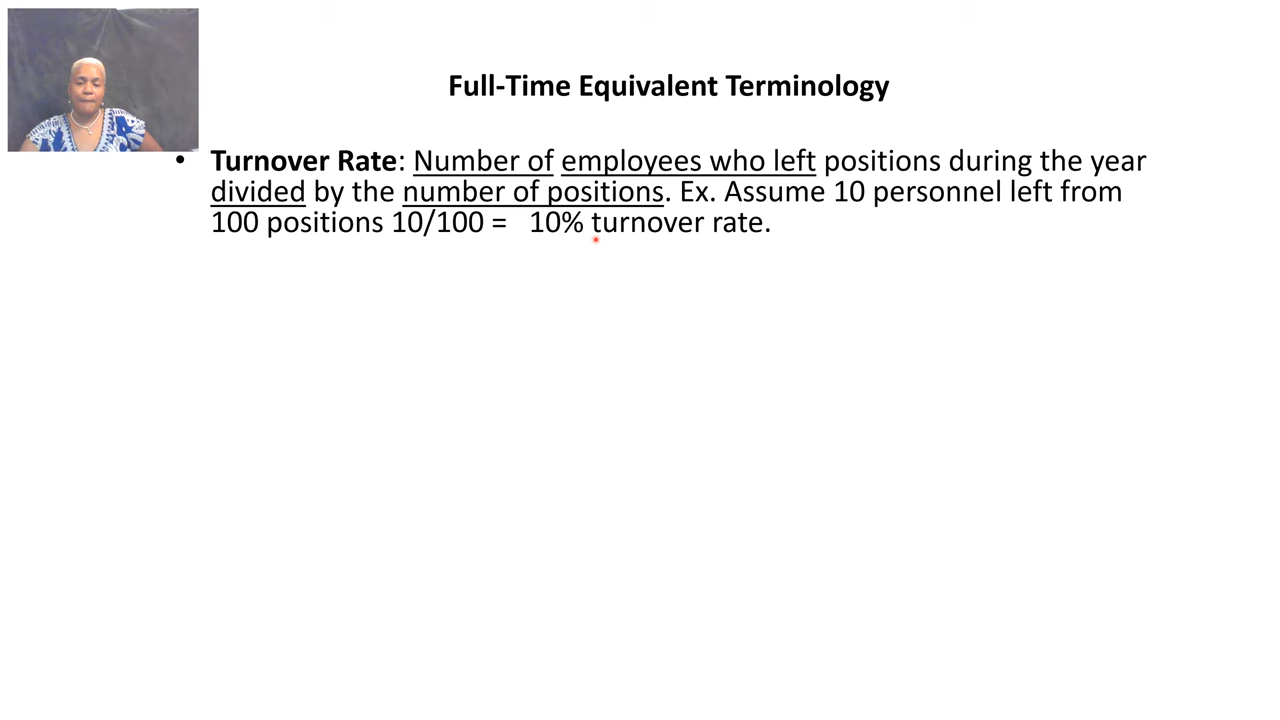 Full-Time Equivalent Terminology
• Turnover Rate: Number of employees who left positions during the year
divided by the number of positions. Ex. Assume 10 personnel left from
100 positions 10/100 = 10% turnover rate.